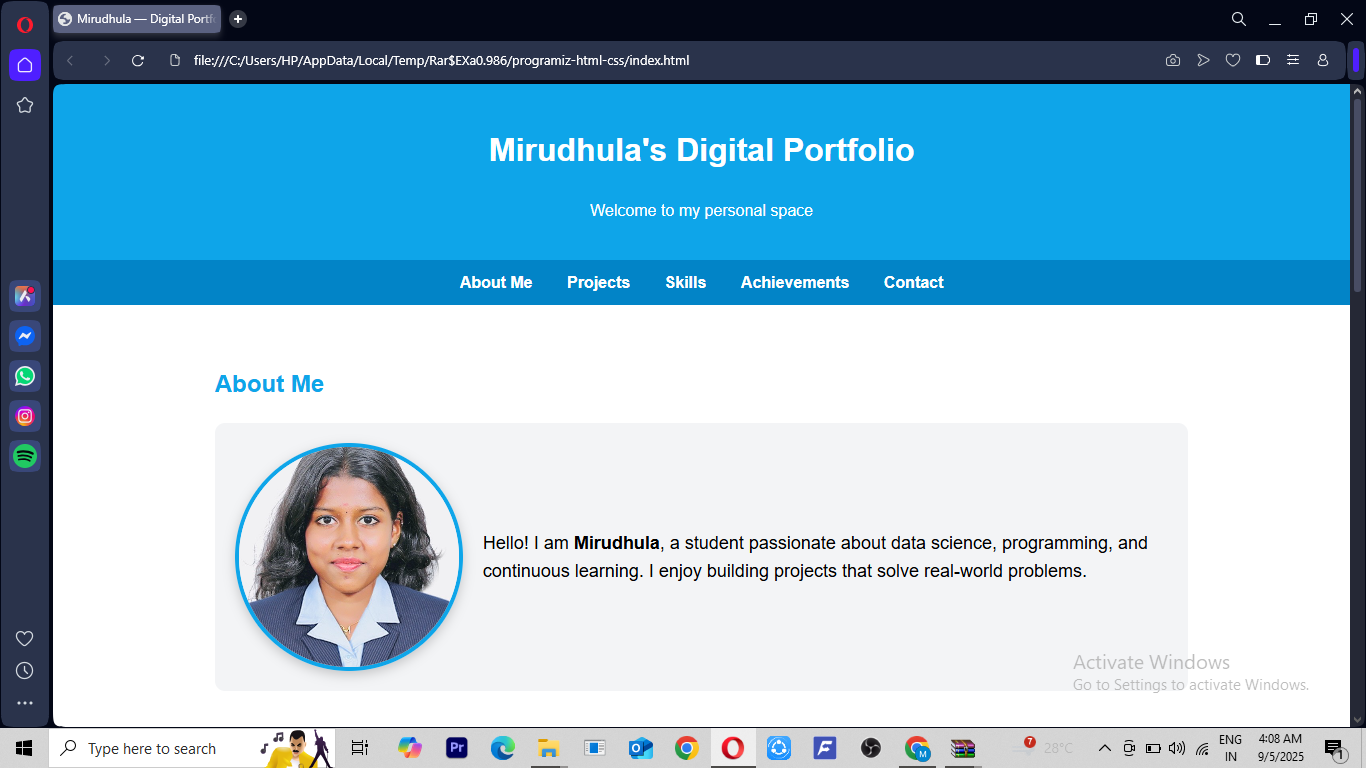 Mirudhula — Digital Portf
file:///C:/Users/HP/AppData/Local/Temp/Rar$EXa0.986/programiz-html-css/index.html
Mirudhula's Digital Portfolio
Welcome to my personal space
About Me Projects Skills Achievements Contact
About Me
Hello! I am Mirudhula, a student passionate about data science, programming, and
continuous learning. I enjoy building projects that solve real-world problems.
Activate Windows
Go to Settings to activate Windows.
Type here to search
Pr
F
M
7
28°C
ENG
IN
4:08 AM
9/5/2025
1